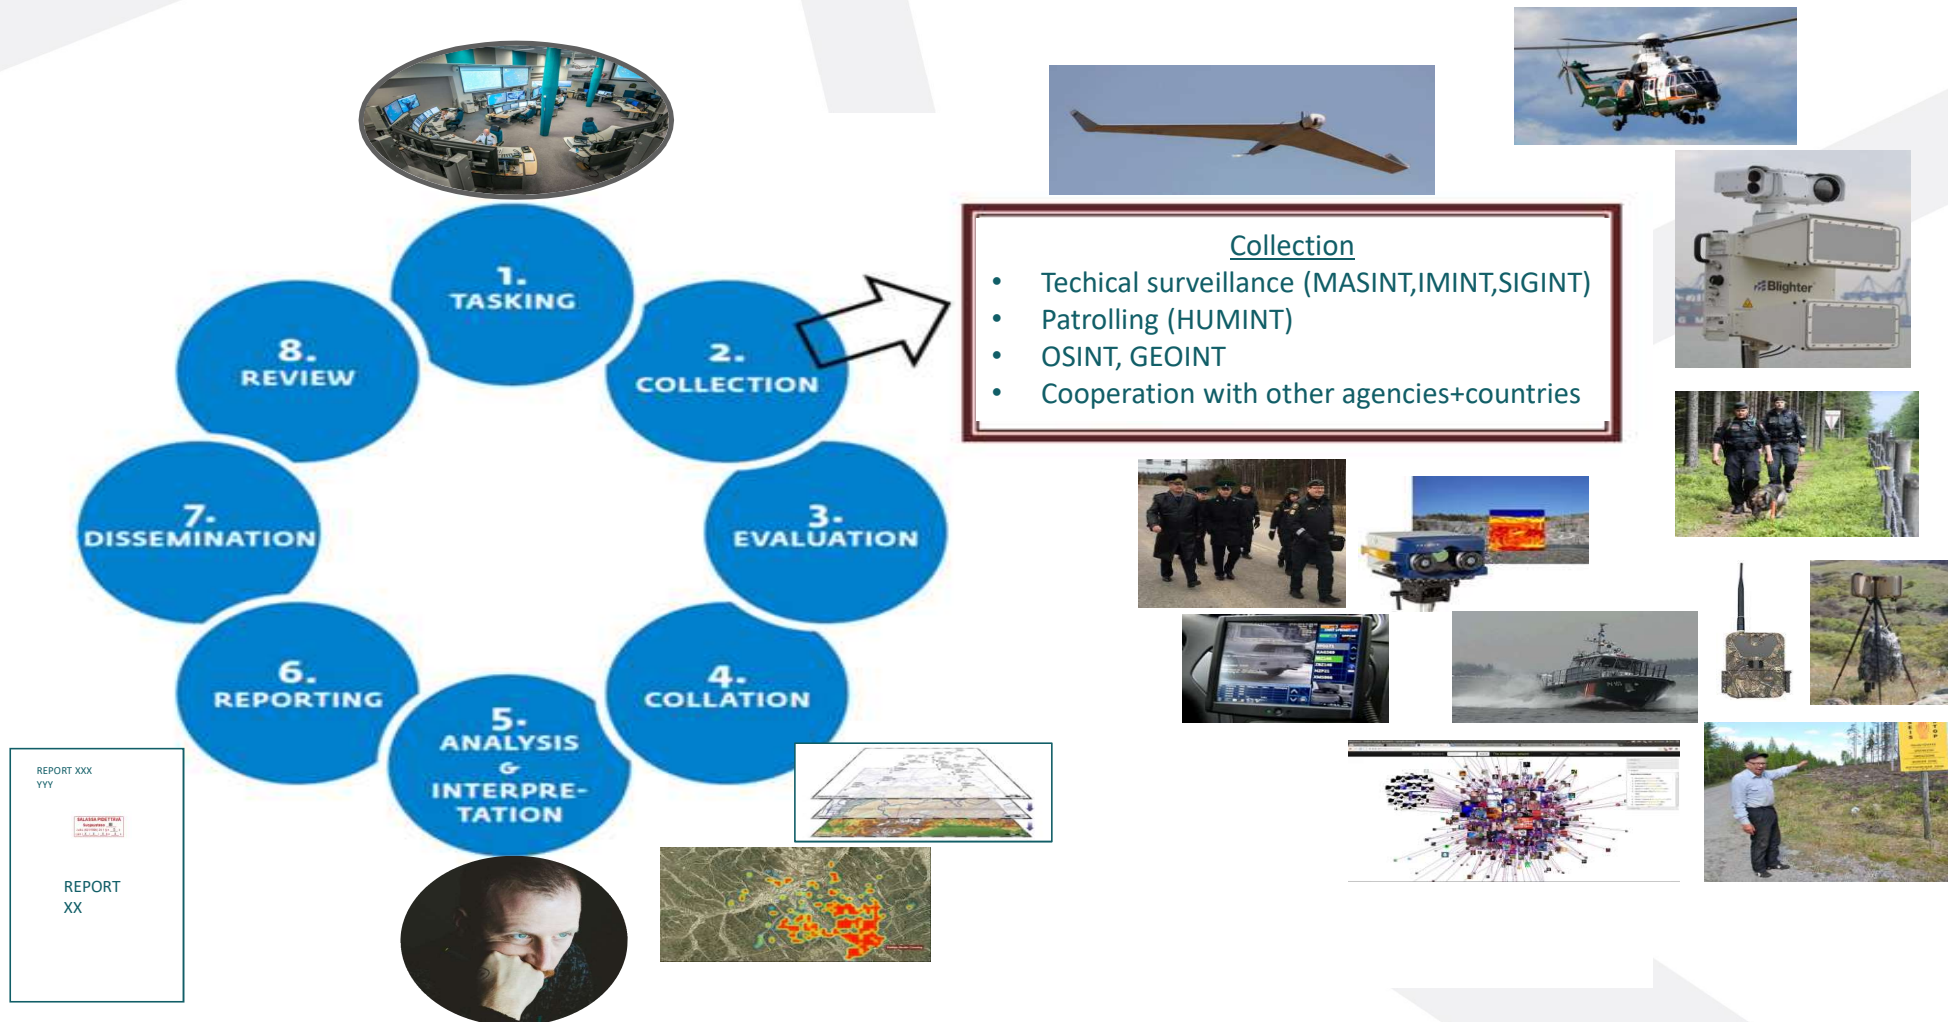 1.
TASKING
2.
COLLECTION
3.
EVALUATION
4.
COLLATION
5.
ANALYSIS
&
INTERPRE-
TATION
6.
REPORTING
7.
DISSEMINATION
8.
REVIEW
Collection
• Techical surveillance (MASINT,IMINT,SIGINT)
• Patrolling (HUMINT)
• OSINT, GEOINT
• Cooperation with other agencies+countries
Blighter
REPORT XXX
YYY
SALASSA PIDETTÄVÄ
REPORT
XX